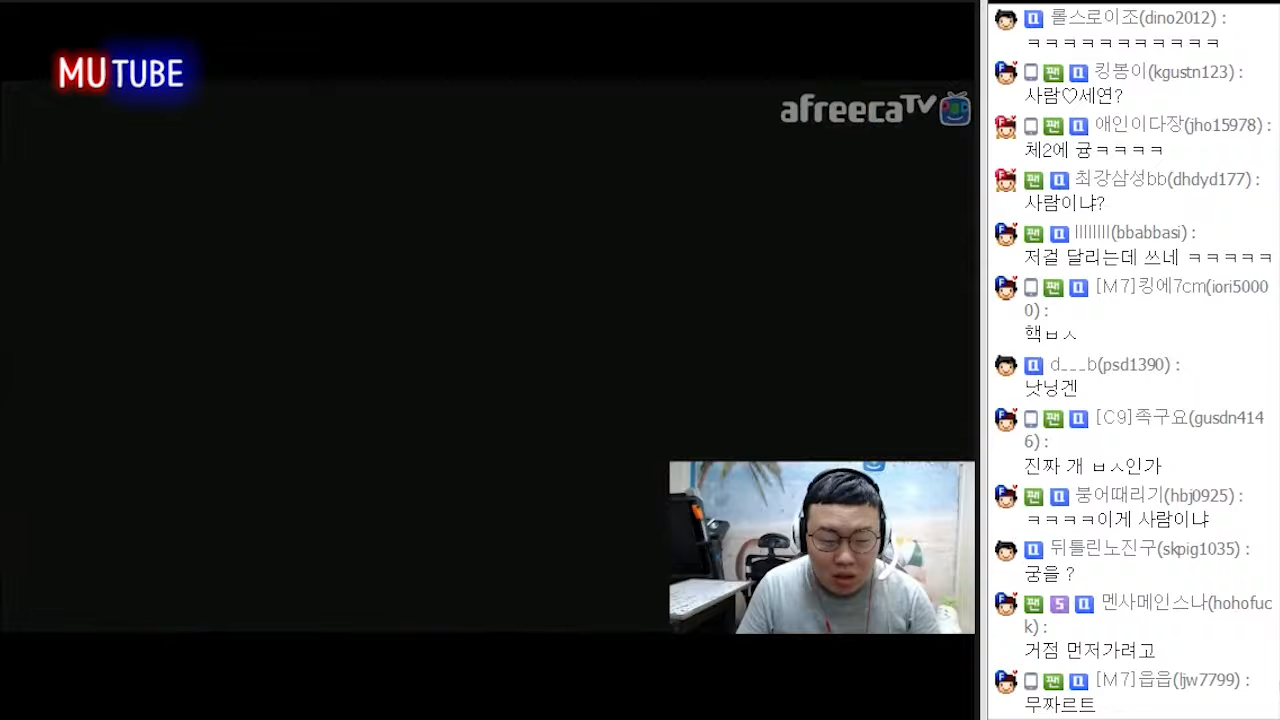 MUTUBE
afreecaTV
롤스로이조(dino2012) :
ㅋㅋㅋㅋㅋㅋㅋㅋㅋㅋㅋ
킹봉이(kgustn123) :
사람♡세연?
애인이다장(jho15978) :
체2에 귱ㅋㅋㅋㅋ
최강삼성bb(dhdyd177) :
사람이냐?
llllllll(bbabbasi) :
저걸 달리는데 쓰네 ㅋㅋㅋㅋㅋ
[M7]킹에7cm(iori5000
0) :
핵ㅂㅅ
d___b(psd1390) :
낫닝겐
[C9]족구요(gusdn414
6) :
진짜 개 ㅂㅅ인가
붕어때리기(hbj0925) :
ㅋㅋㅋㅋ이게 사람이냐
뒤틀린노진구(skpig1035) :
궁을 ?
멘사메인스나(hohofuc
k) :
거점 먼저가려고
[M7]읍읍(ljw7799) :
무짜르트